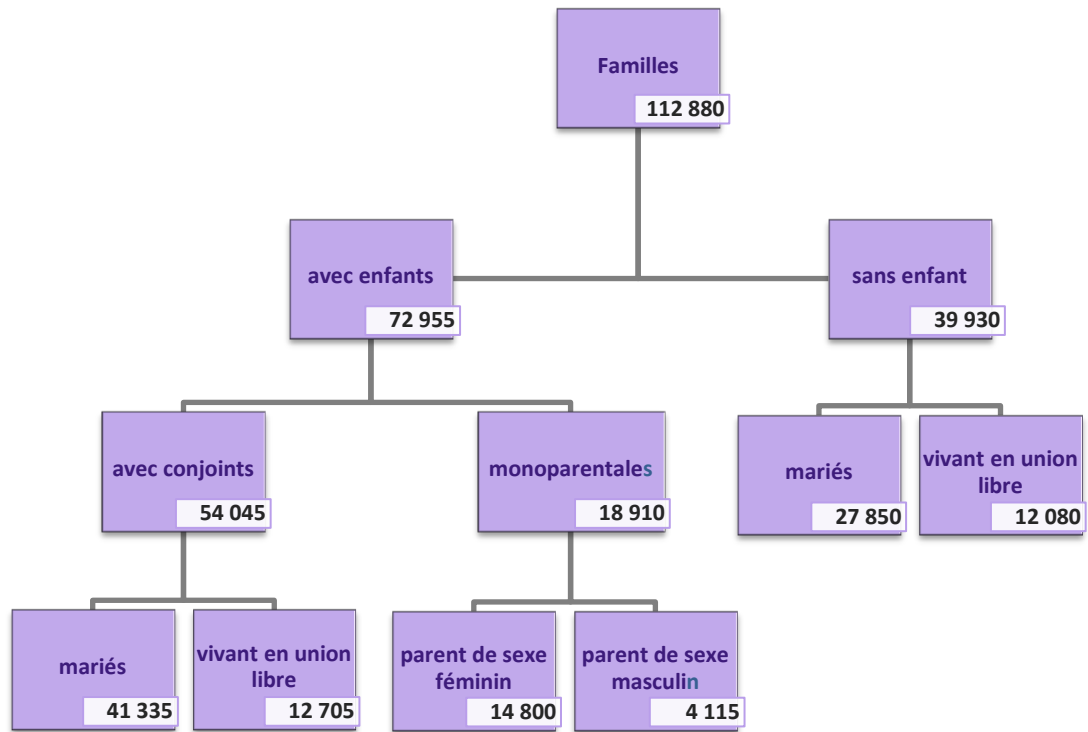 Familles
112 880
avec enfants
72 955
sans enfant
39 930
avec conjoints
54 045
monoparentales
18 910
mariés
27 850
vivant en union
libre
12 080
mariés
41 335
vivant en union
libre
12 705
parent de sexe
féminin
14 800
parent de sexe
masculin
4 115